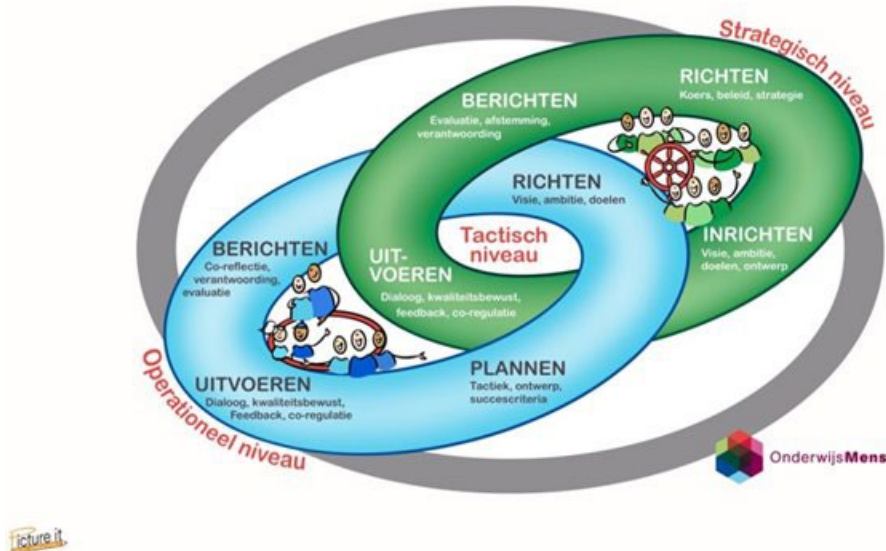 Strategisch niveau
RICHTEN
Koers, beleid, strategie
BERICHTEN
Evaluatie, afstemming,
verantwoording
RICHTEN
Visie, ambitie, doelen
INRICHTEN
Visie, ambitie,
doelen, ontwerp
Tactisch
niveau
BERICHTEN
Co-reflectie,
verantwoording,
evaluatie
UIT-
VOEREN
Dialoog, kwaliteitsbewust,
feedback, co-regulatie
PLANNEN
Tactiek, ontwerp,
succescriteria
UITVOEREN
Dialoog, kwaliteitsbewust,
Feedback, co-regulatie
Operationeel niveau
OnderwijsMens
Picture it